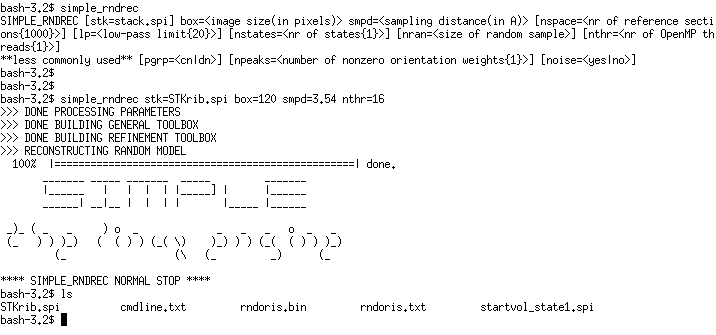 bash-3.2$ simple_rndrec
SIMPLE_RNDREC [stk=stack.spi] box=<image size(in pixels)> smpd=<sampling distance(in A)> [nspace=<nr of reference secti
ons{1000}>] [lp=<low-pass limit{20}>] [nstates=<nr of states{1}>] [nran=<size of random sample>] [nthr=<nr of OpenMP th
reads{1}>]
**less commonly used** [pgrp=<cn|dn>] [npeaks=<number of nonzero orientation weights{1}>] [noise=<yes|no>]
bash-3.2$
bash-3.2$
bash-3.2$ simple_rndrec stk=STKrib.spi box=120 smpd=3.54 nthr=16
>>> DONE PROCESSING PARAMETERS
>>> DONE BUILDING GENERAL TOOLBOX
>>> DONE BUILDING REFINEMENT TOOLBOX
>>> RECONSTRUCTING RANDOM MODEL
100% |==================================================| done.
SIMPLE
**** SIMPLE_RNDREC NORMAL STOP ****
bash-3.2$ ls
STKrib.spi cmdline.txt rndoris.bin rndoris.txt startvol_state1.spi
bash-3.2$